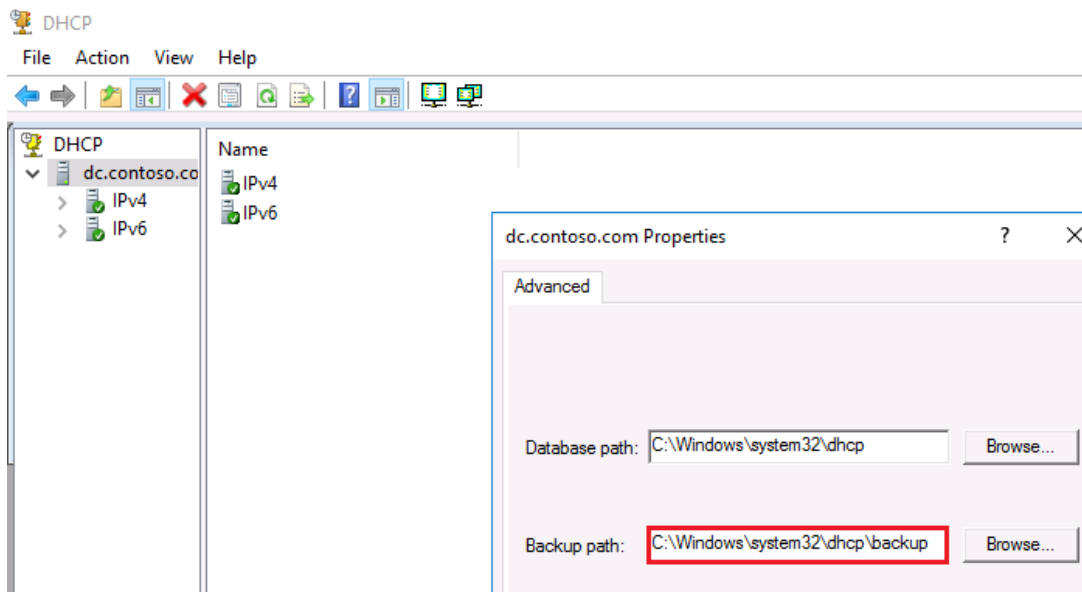 DHCP
File Action View Help
DHCP
dc.contoso.co
IPv4
IPv6
Name
IPv4
IPv6
dc.contoso.com Properties
Advanced
Database path: C:\Windows\system32\dhcp Browse...
Backup path: C:\Windows\system32\dhcp\backup Browse...